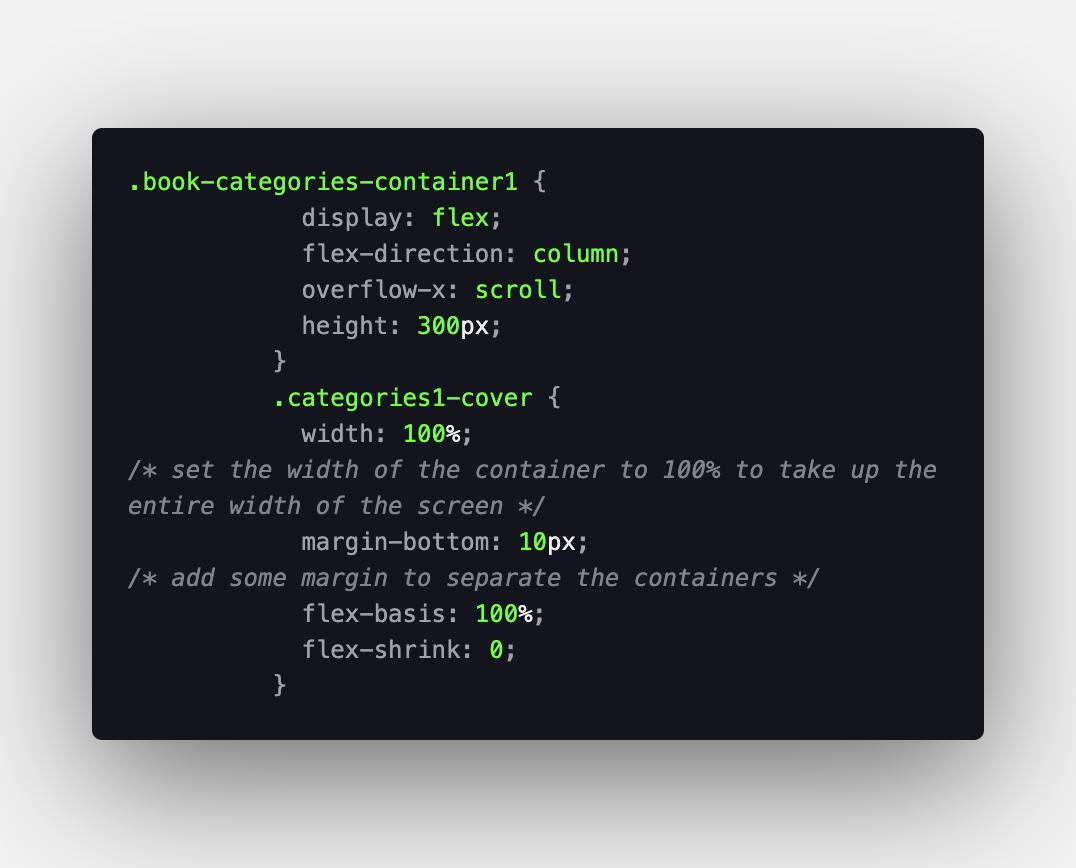 .book-categories-container1 {
            display: flex;
            flex-direction: column;
            overflow-x: scroll;
            height: 300px;
          }
          .categories1-cover {
            width: 100%;
/* set the width of the container to 100% to take up the
entire width of the screen */
            margin-bottom: 10px;
/* add some margin to separate the containers */
            flex-basis: 100%;
            flex-shrink: 0;
          }